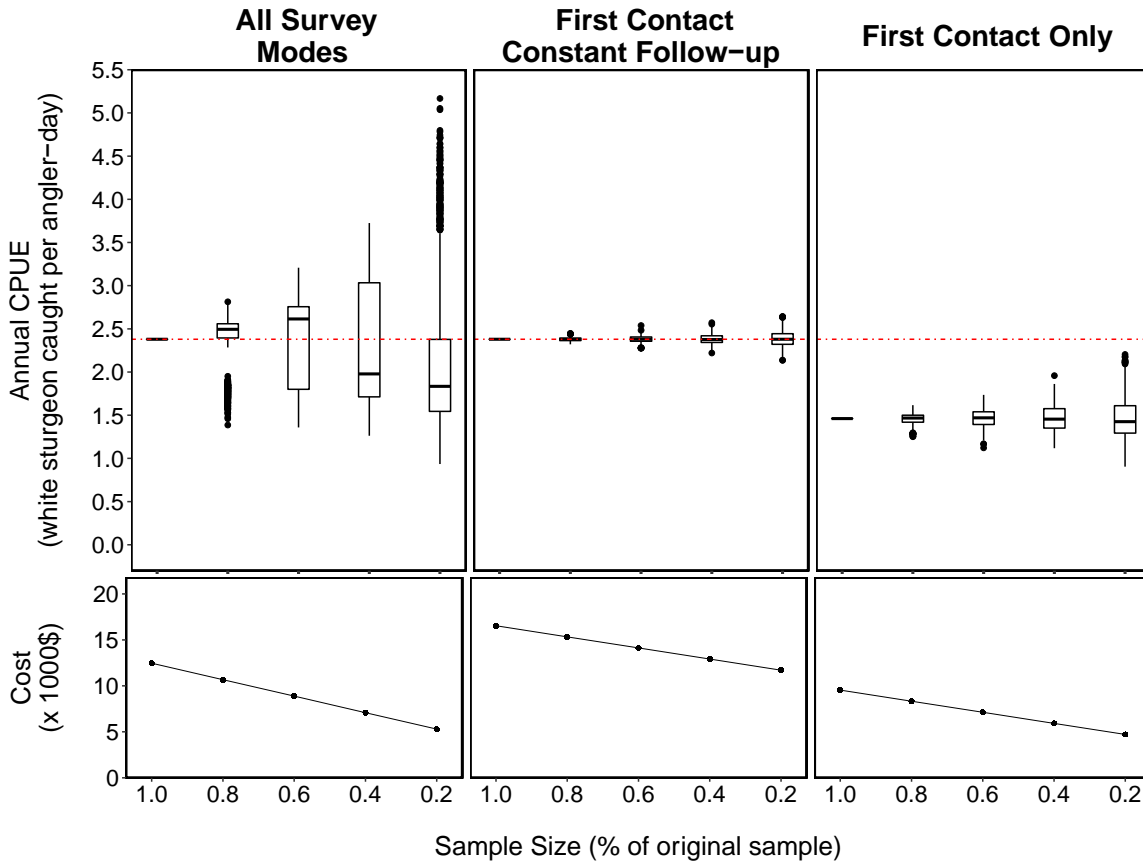 All Survey
Modes
First Contact
Constant Follow−up
First Contact Only
Annual CPUE
(white sturgeon caught per angler−day)
5.5
5.0
4.5
4.0
3.5
3.0
2.5
2.0
1.5
1.0
0.5
0.0
Cost
(x 1000$)
20
15
10
5
0
1.0 0.8 0.6 0.4 0.2
1.0 0.8 0.6 0.4 0.2
1.0 0.8 0.6 0.4 0.2
Sample Size (% of original sample)